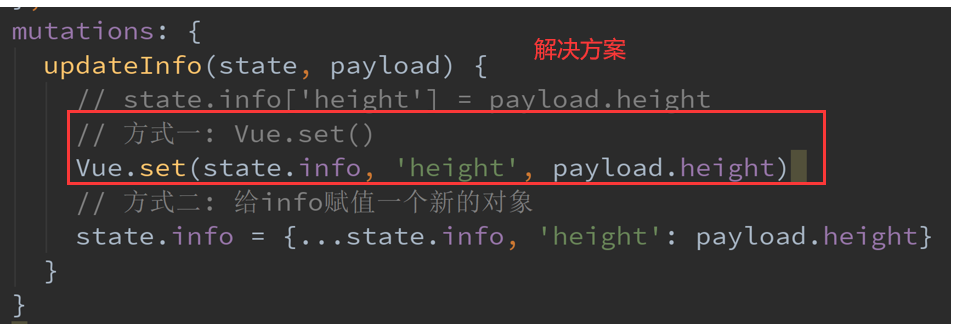 mutations: {
解决方案
updateInfo(state, payload) {
// state.info['height'] = payload.height
// 方式一: Vue.set()
Vue.set(state.info, 'height', payload.height)
// 方式二: 给info赋值一个新的对象
state.info = {...state.info, 'height': payload.height}
}
}